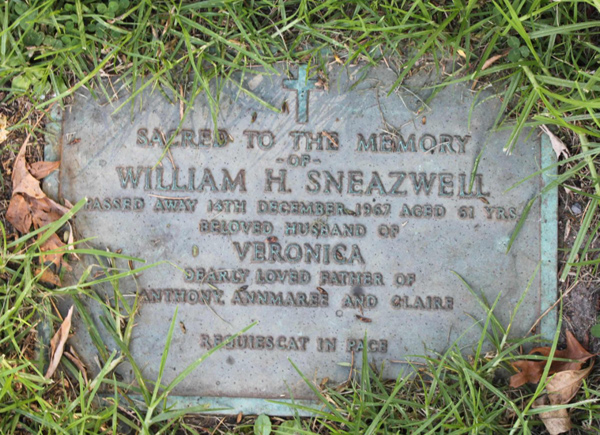 SACRED TO THE MEMORY
-OF-
WILLIAM H. SNEAZWELL
PASSED AWAY 14TH DECEMBER 1967 AGED 61 YRS
BELOVED HUSBAND OF
VERONICA
DEARLY LOVED FATHER OF
ANTHONY, ANNMAREE AND CLAIRE
REQUIESCAT IN PACE